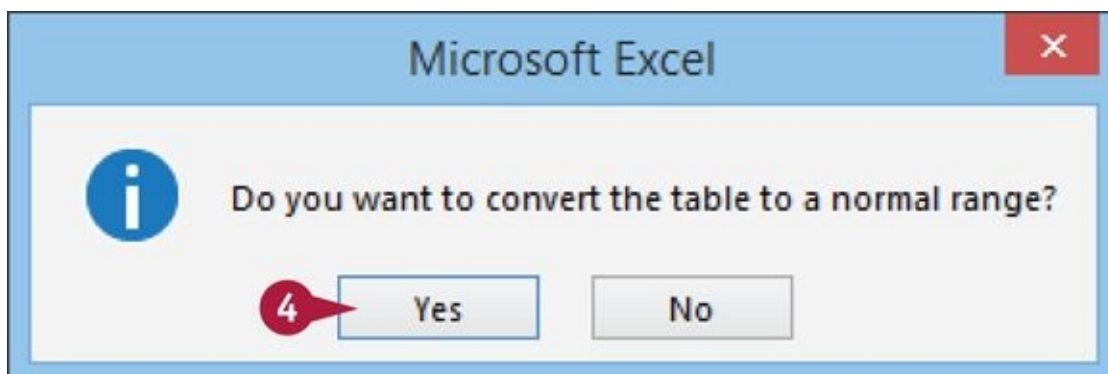 Microsoft Excel
Do you want to convert the table to a normal range?
4 Yes No